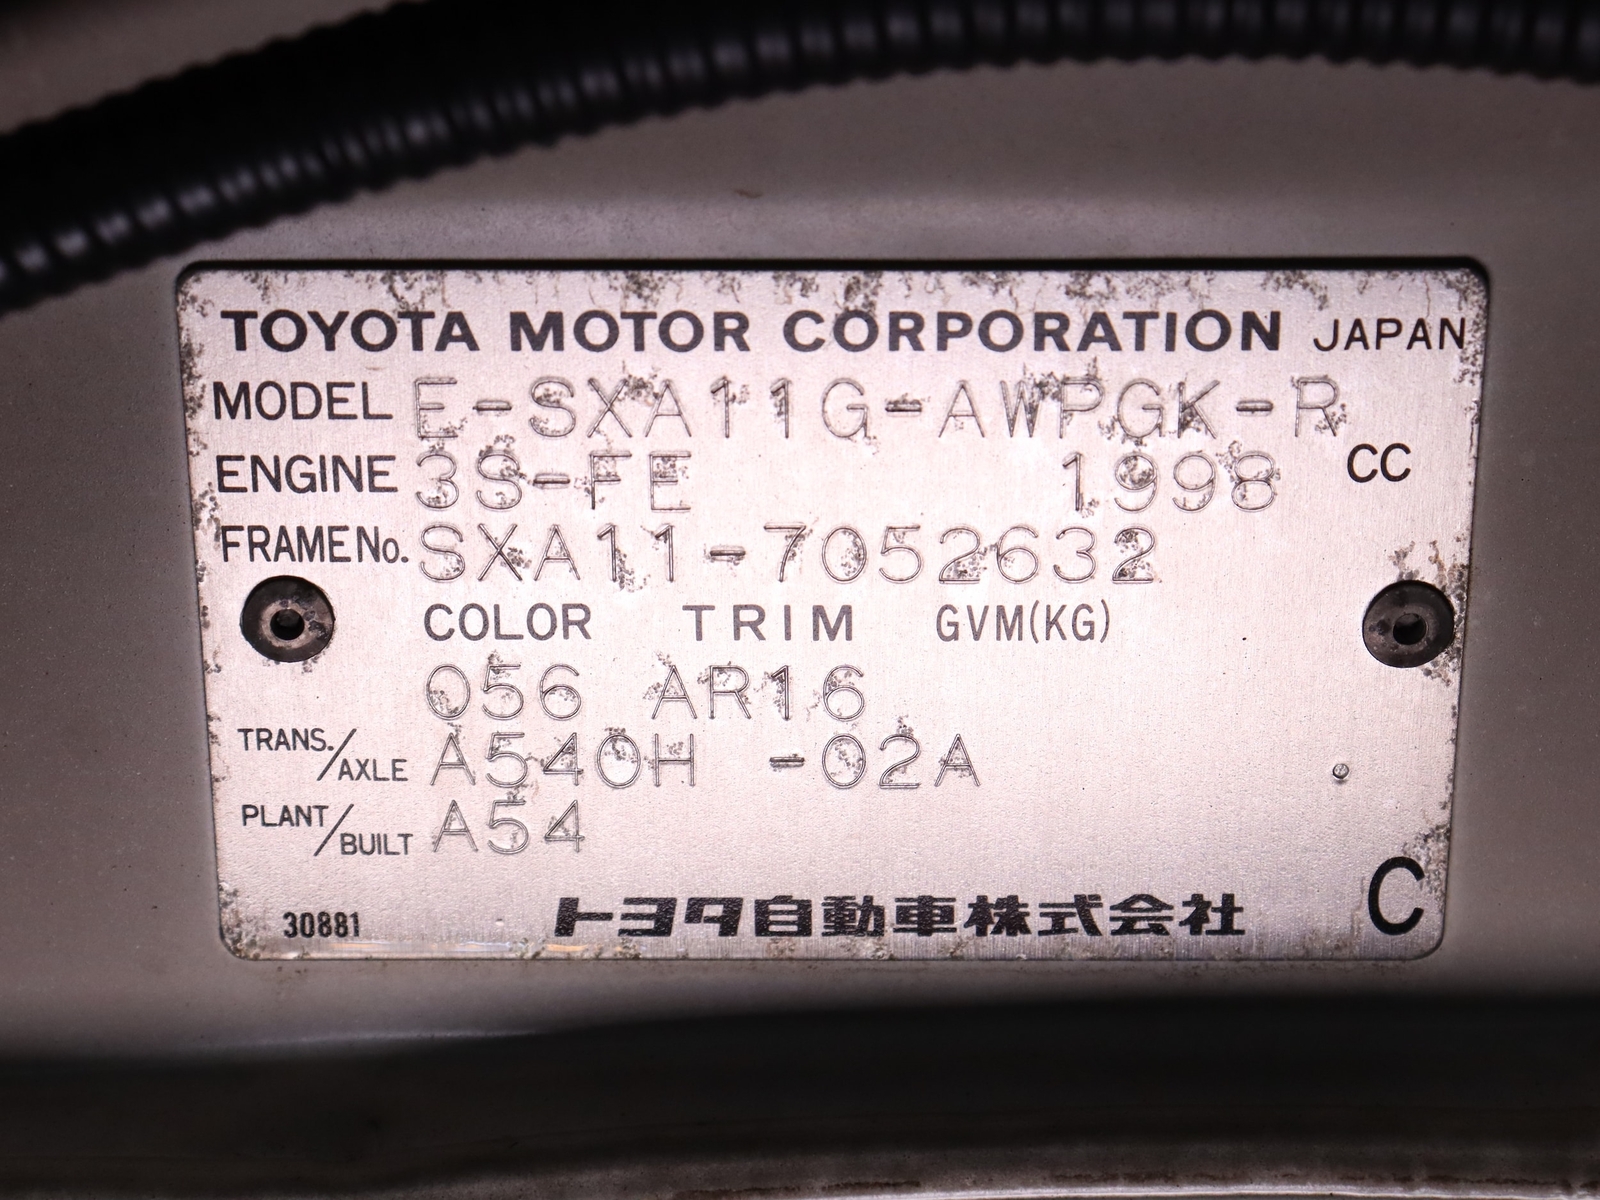 TOYOTA MOTOR CORPORATION JAPAN
MODEL E-SXA11G-AWPGK-R
ENGINE 3S-FE 1998 CC
FRAME No. SXA11-7052632
COLOR TRIM GVM(KG)
056 AR16
TRANS./AXLE A540H -02A
PLANT/BUILT A54
30881 トヨタ自動車株式会社 C